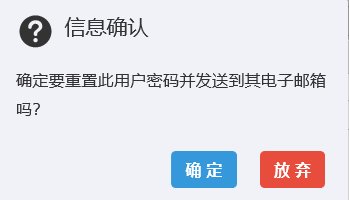 信息确认
确定要重置此用户密码并发送到其电子邮箱
吗？
确定
放弃